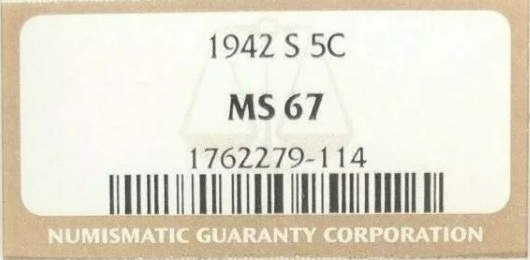 1942 S 5C
MS 67
1762279-114
NUMISMATIC GUARANTY CORPORATION